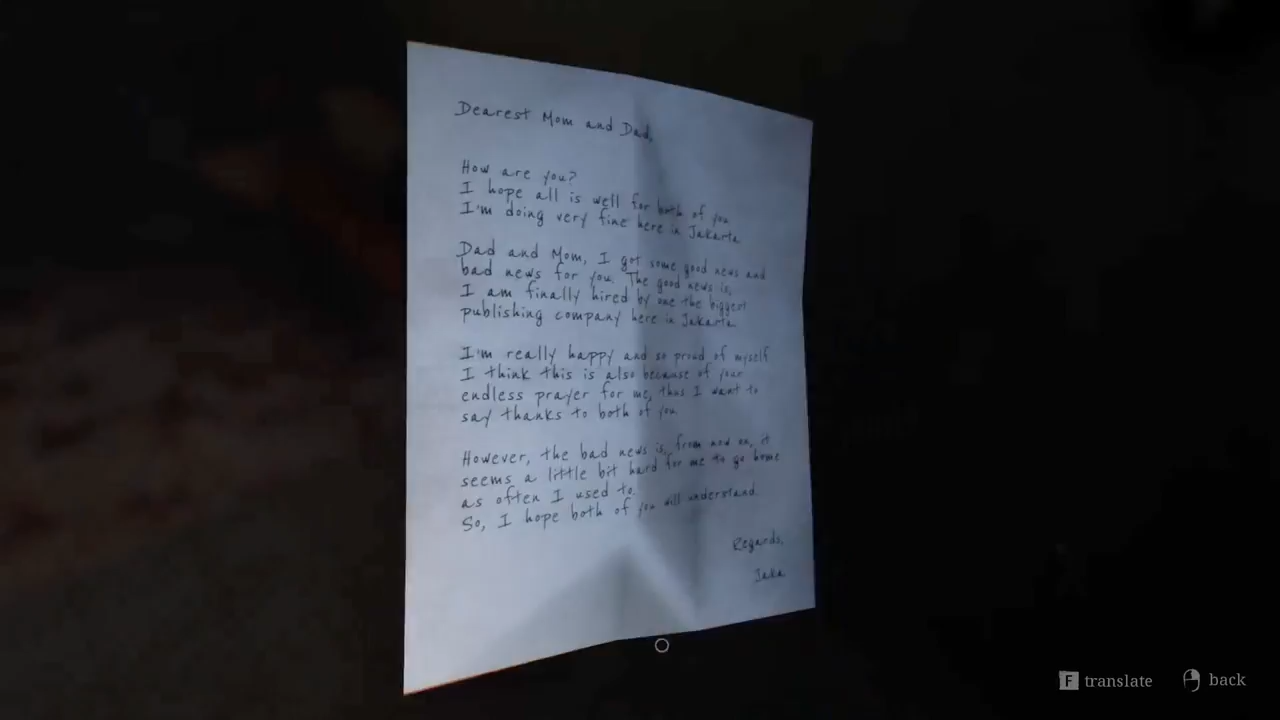 Dearest Mom and Dad,
How are you?
I hope all is well for both of you
I'm doing very fine here in Jakarta
Dad and Mom, I got some good news and
bad news for you. The good news is,
I am finally hired by one the biggest
publishing company here in Jakarta
I'm really happy and so proud of myself
I think this is also because of your
endless prayer for me, thus I want to
say thanks to both of you
However, the bad news is, from now on, it
seems a little bit hard for me to go home
as often I used to.
So, I hope both of you will understand.
Regards,
Jaka
F translate back